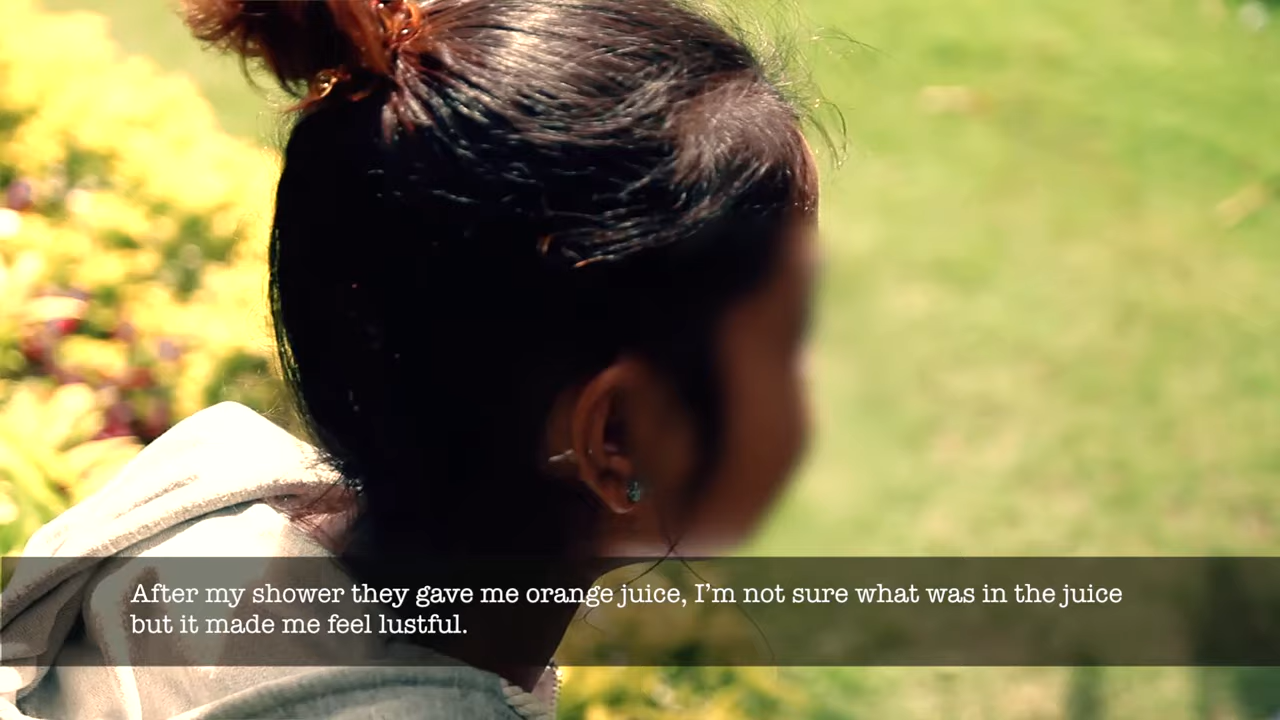 After my shower they gave me orange juice, I'm not sure what was in the juice
but it made me feel lustful.